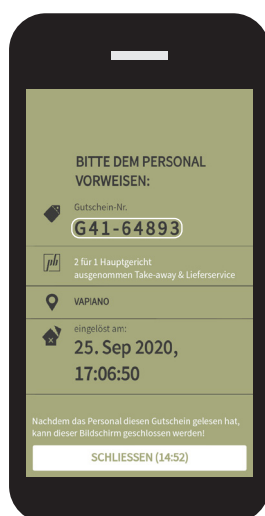 BITTE DEM PERSONAL
VORWEISEN:
Gutschein-Nr.
G41-64893
ph
2 für 1 Hauptgericht
ausgenommen Take-away & Lieferservice
VAPIANO
eingelöst am:
25. Sep 2020,
17:06:50
Nachdem das Personal diesen Gutschein gelesen hat,
kann dieser Bildschirm geschlossen werden!
SCHLIESSEN (14:52)